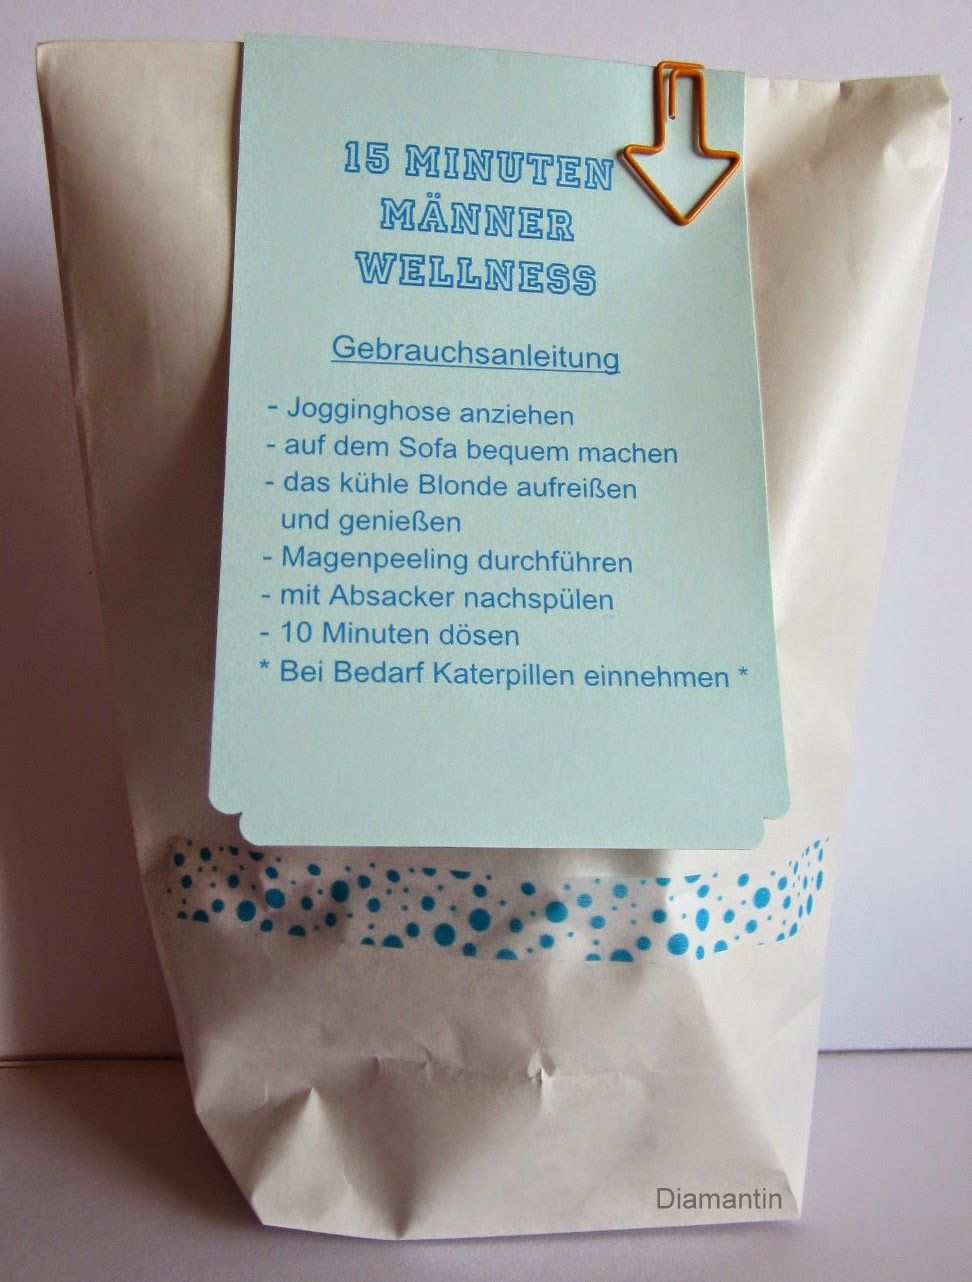 15 MINUTEN
MÄNNER
WELLNESS
Gebrauchsanleitung
- Jogginghose anziehen
- auf dem Sofa bequem machen
- das kühle Blonde aufreißen
und genießen
- Magenpeeling durchführen
- mit Absacker nachspülen
- 10 Minuten dösen
* Bei Bedarf Katerpillen einnehmen *
Diamantin